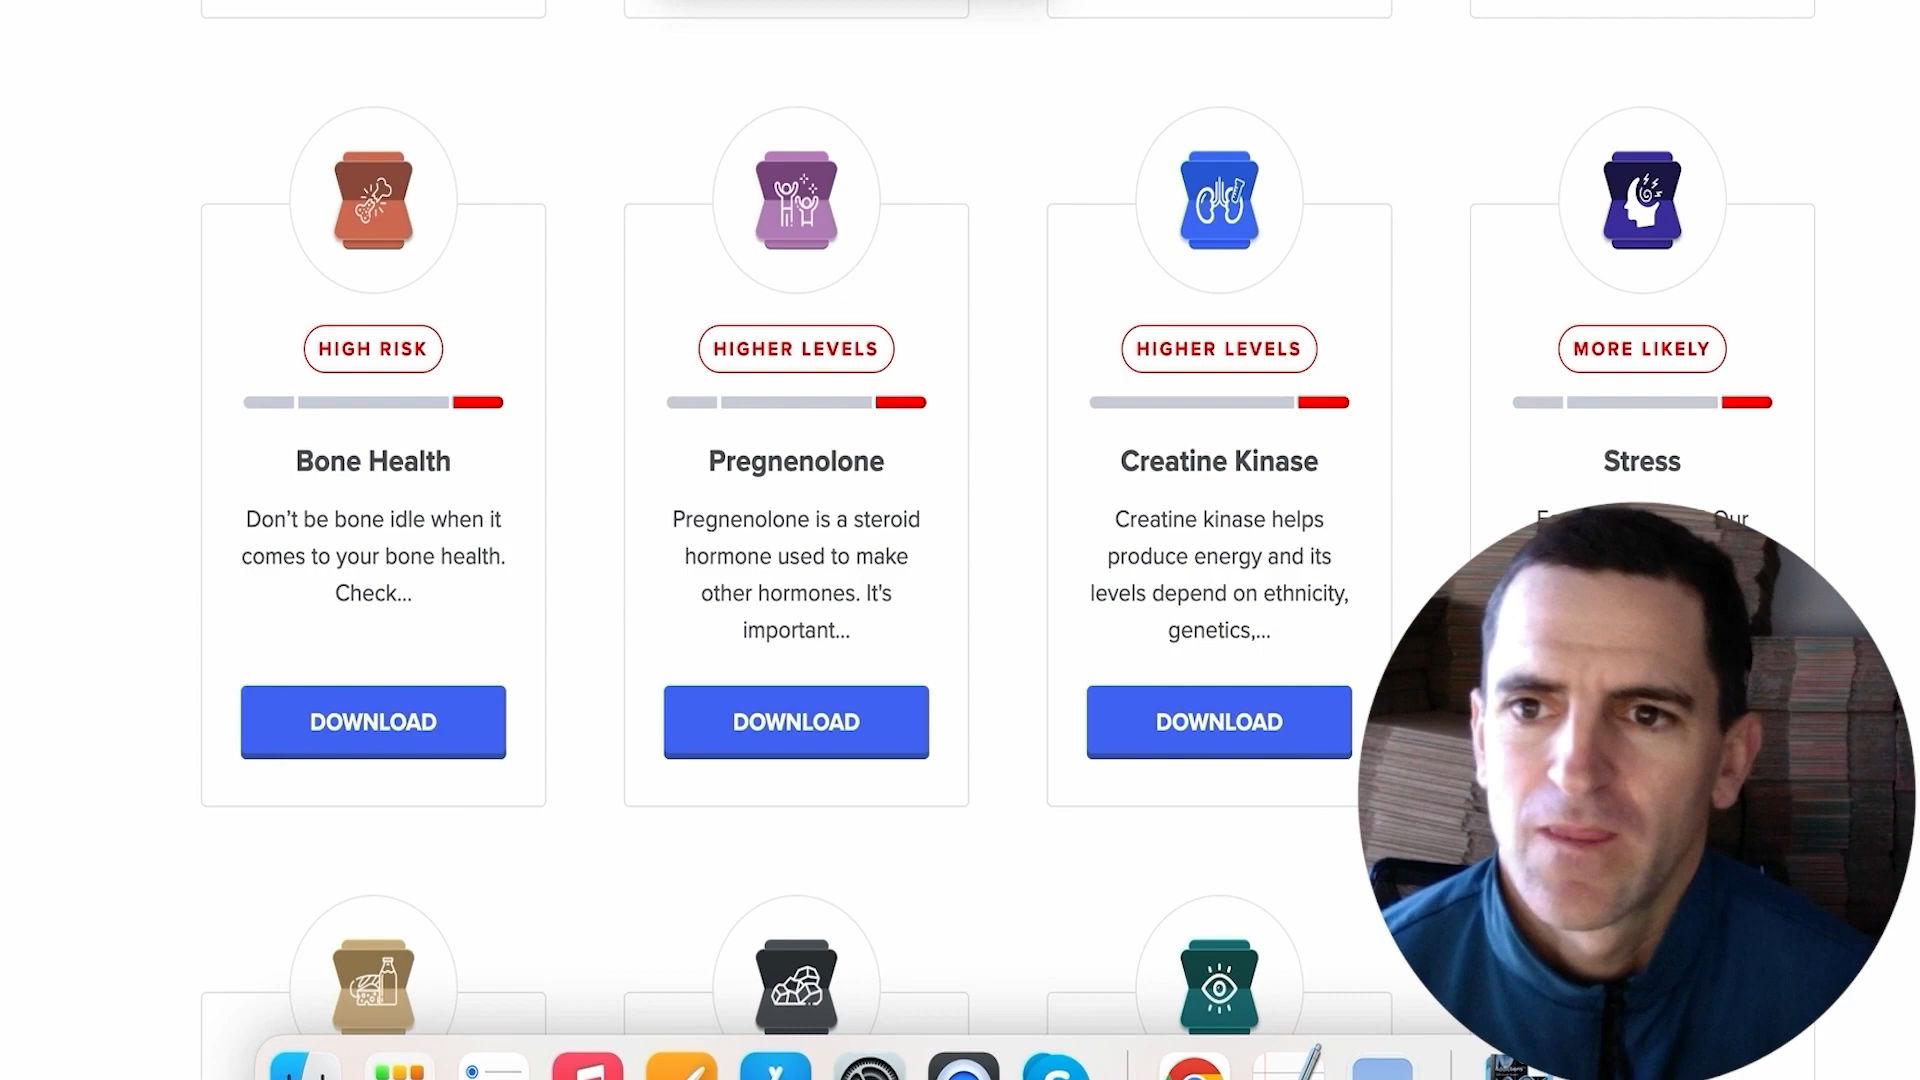 HIGH RISK
Bone Health
Don't be bone idle when it
comes to your bone health.
Check...
DOWNLOAD
HIGHER LEVELS
Pregnenolone
Pregnenolone is a steroid
hormone used to make
other hormones. It's
important...
DOWNLOAD
HIGHER LEVELS
Creatine Kinase
Creatine kinase helps
produce energy and its
levels depend on ethnicity,
genetics,...
DOWNLOAD
MORE LIKELY
Stress